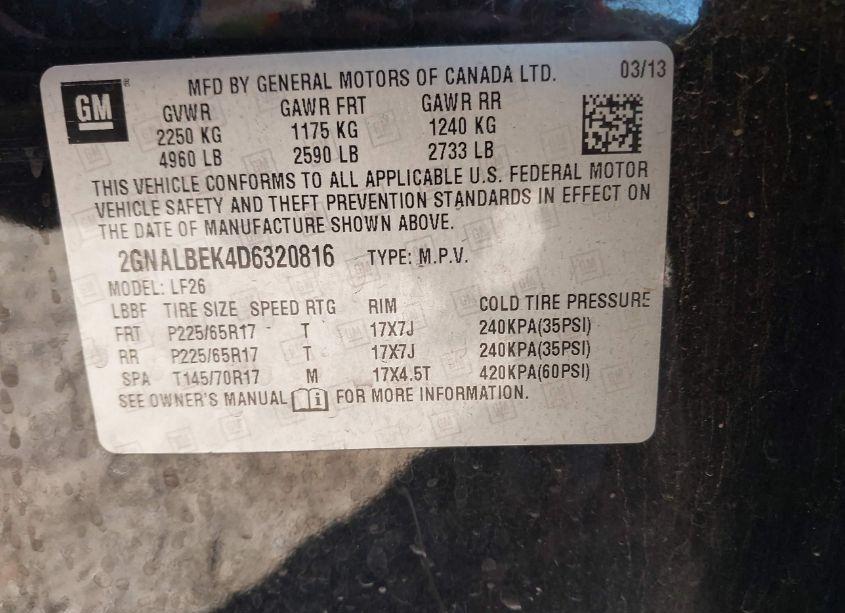 GM
®
MFD BY GENERAL MOTORS OF CANADA LTD. 03/13
GVWR GAWR FRT GAWR RR
2250 KG 1175 KG 1240 KG
4960 LB 2590 LB 2733 LB
THIS VEHICLE CONFORMS TO ALL APPLICABLE U.S. FEDERAL MOTOR
VEHICLE SAFETY AND THEFT PREVENTION STANDARDS IN EFFECT ON
THE DATE OF MANUFACTURE SHOWN ABOVE.
2GNALBEK4D6320816 TYPE: M.P.V.
MODEL: LF26
LBBF TIRE SIZE SPEED RTG RIM COLD TIRE PRESSURE
FRT P225/65R17 T 17X7J 240KPA(35PSI)
RR P225/65R17 T 17X7J 240KPA(35PSI)
SPA T145/70R17 M 17X4.5T 420KPA(60PSI)
SEE OWNER'S MANUAL i FOR MORE INFORMATION.